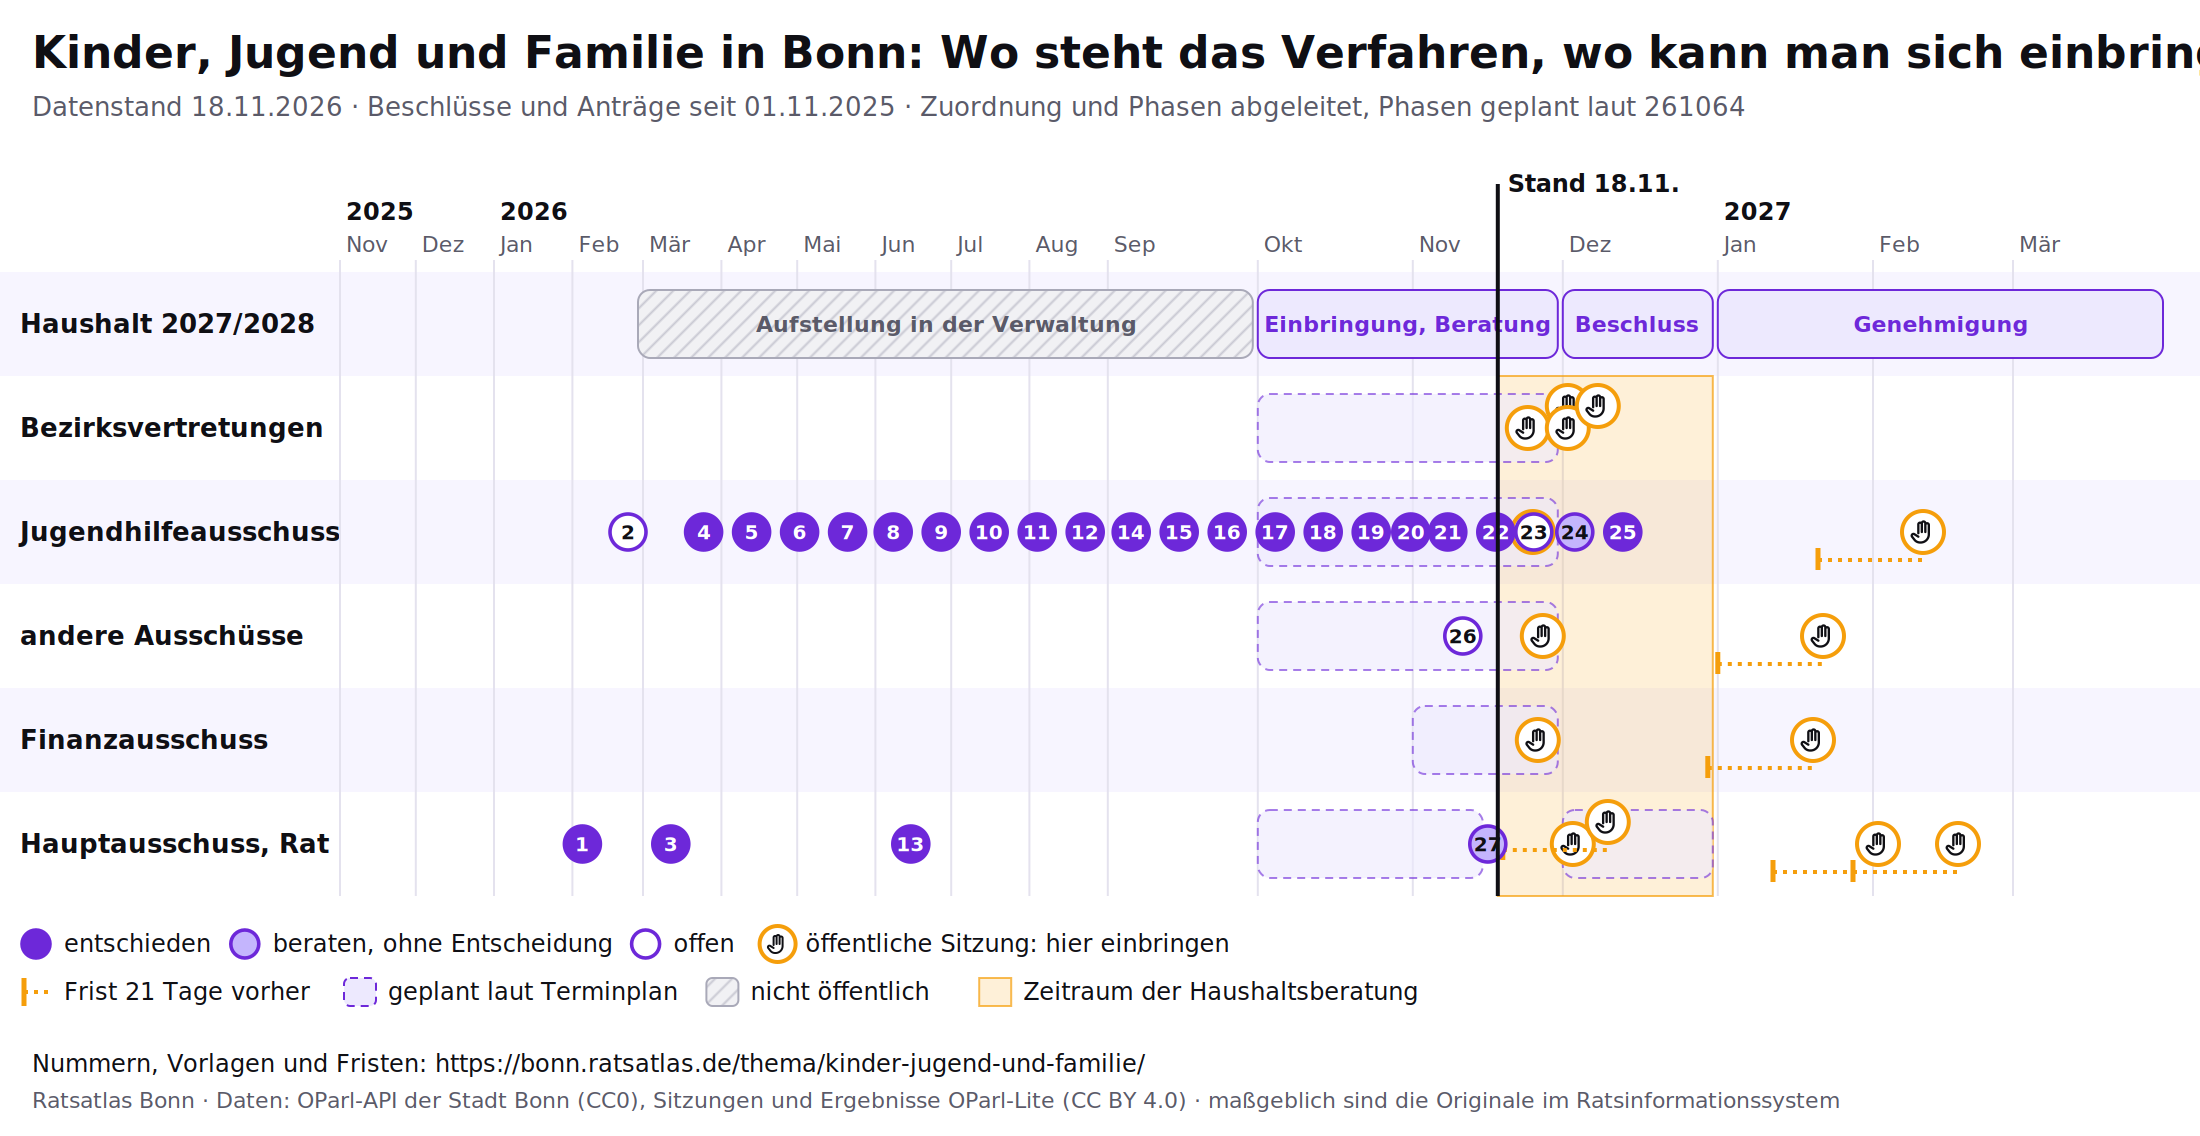 Kinder, Jugend und Familie in Bonn: Wo steht das Verfahren, wo kann man sich einbring
Datenstand 18.11.2026 · Beschlüsse und Anträge seit 01.11.2025 · Zuordnung und Phasen abgeleitet, Phasen geplant laut 261064
Stand 18.11.
2025 2026 2027
Nov Dez Jan Feb Mär Apr Mai Jun Jul Aug Sep Okt Nov Dez Jan Feb Mär
Haushalt 2027/2028 Aufstellung in der Verwaltung Einbringung, Beratung Beschluss Genehmigung
Bezirksvertretungen
Jugendhilfeausschuss 2 4 5 6 7 8 9 10 11 12 14 15 16 17 18 19 20 21 22 23 24 25
andere Ausschüsse 26
Finanzausschuss
Hauptausschuss, Rat 1 3 13 27
entschieden beraten, ohne Entscheidung offen öffentliche Sitzung: hier einbringen
Frist 21 Tage vorher geplant laut Terminplan nicht öffentlich Zeitraum der Haushaltsberatung
Nummern, Vorlagen und Fristen: https://bonn.ratsatlas.de/thema/kinder-jugend-und-familie/
Ratsatlas Bonn · Daten: OParl-API der Stadt Bonn (CC0), Sitzungen und Ergebnisse OParl-Lite (CC BY 4.0) · maßgeblich sind die Originale im Ratsinformationssystem